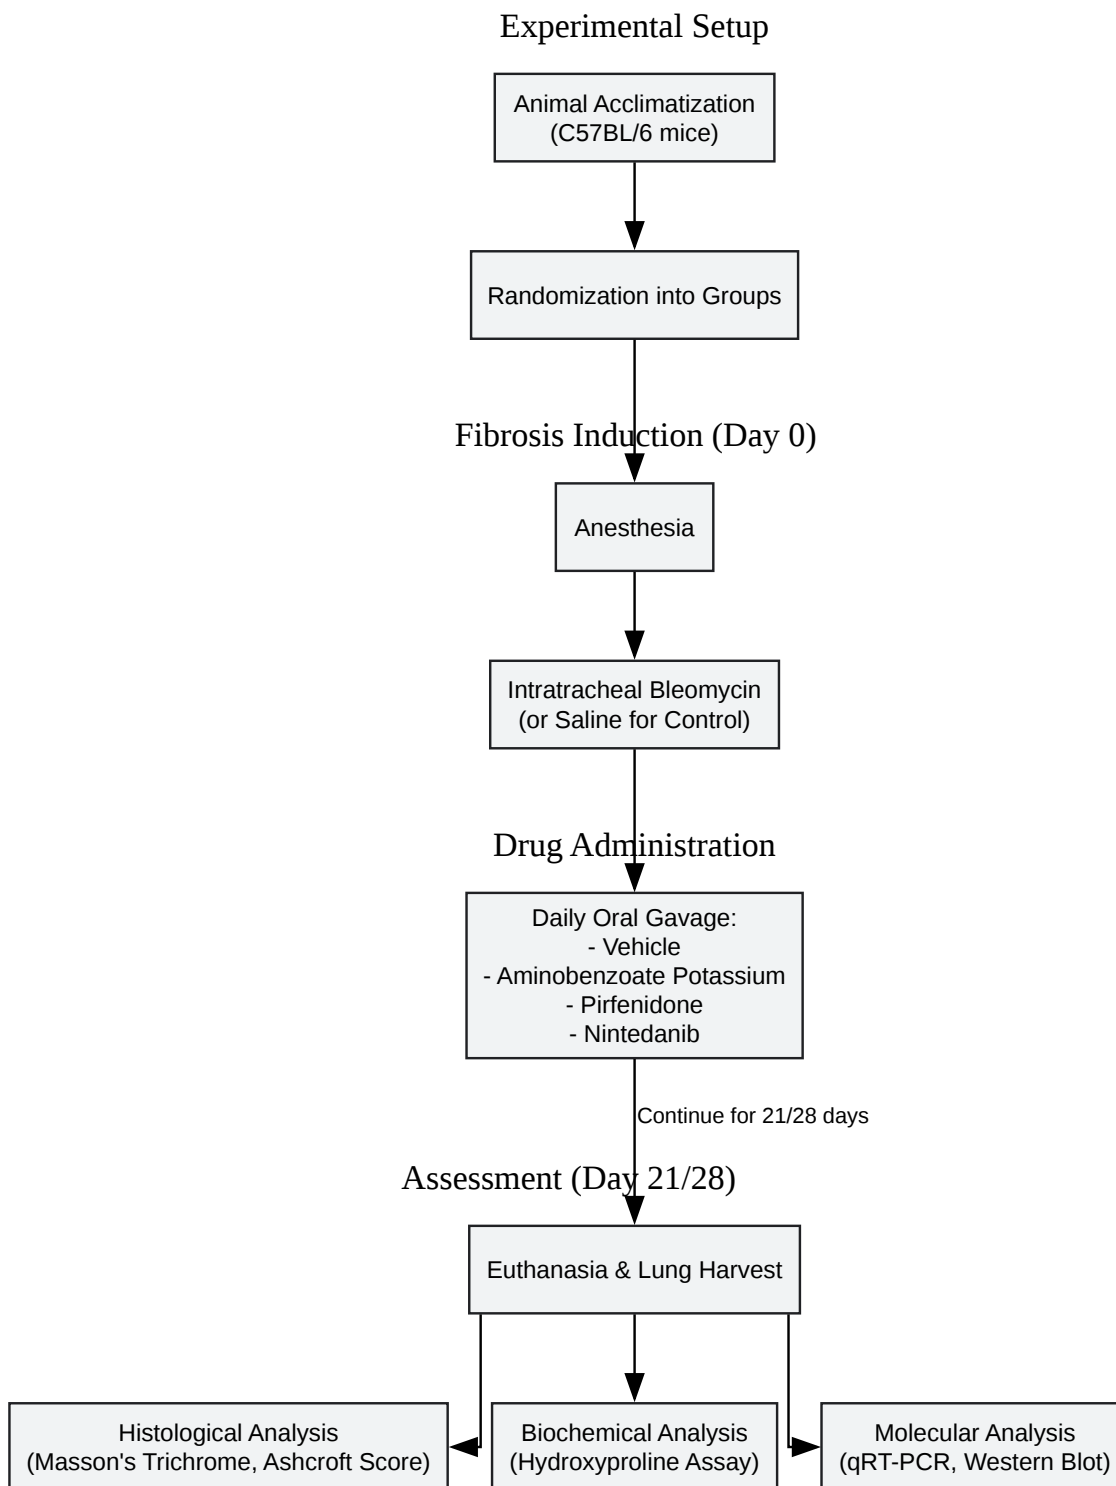 Experimental Setup
Animal Acclimatization
(C57BL/6 mice)
Randomization into Groups
Fibrosis Induction (Day 0)
Anesthesia
Intratracheal Bleomycin
(or Saline for Control)
Drug Administration
Daily Oral Gavage:
- Vehicle
- Aminobenzoate Potassium
- Pirfenidone
- Nintedanib
Continue for 21/28 days
Assessment (Day 21/28)
Euthanasia & Lung Harvest
Histological Analysis
(Masson's Trichrome, Ashcroft Score)
Biochemical Analysis
(Hydroxyproline Assay)
Molecular Analysis
(qRT-PCR, Western Blot)